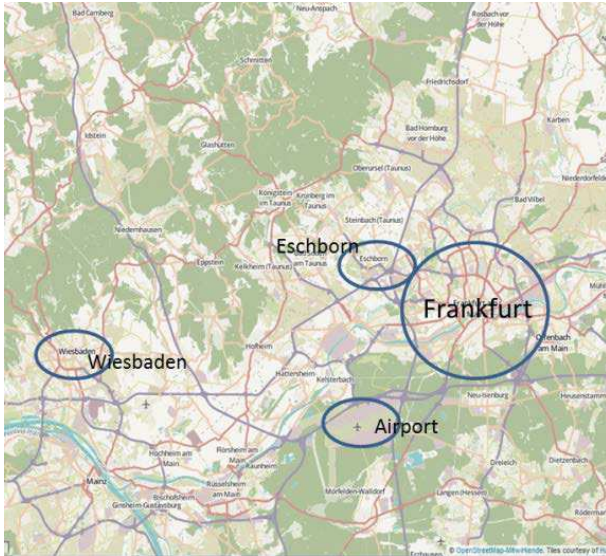 Bad Camberg
Neu-Anspach
Rosbach vor
der Höhe
Schmitten
Friedrichsdorf
Idstein
Glashütten
Bad Homburg
vor der Höhe
Karben
Oberursel (Taunus)
Niederdorfelden
Königstein
im Taunus
Kronberg im
Taunus
Bad Vilbel
Steinbach (Taunus)
Niedernhausen
Eschborn
Eschborn
Eppstein
Kelkheim (Taunus)
am Taunus
Frankfurt
Wiesbaden
Wiesbaden
Hofheim
Offenbach
am Main
Hattersheim
Kelsterbach
Neu-Isenburg
Heusenstamm
Airport
Hochheim am
Main
Flörsheim
am Main
Raunheim
Mainz
Bischofsheim
Ginsheim-Gustavsburg
Rüsselsheim
am Main
Mörfelden-Walldorf
Dreieich
Dietzenbach
Langen (Hessen)
Rödermark
© OpenStreetMap-Mitwirkende. Tiles courtesy of